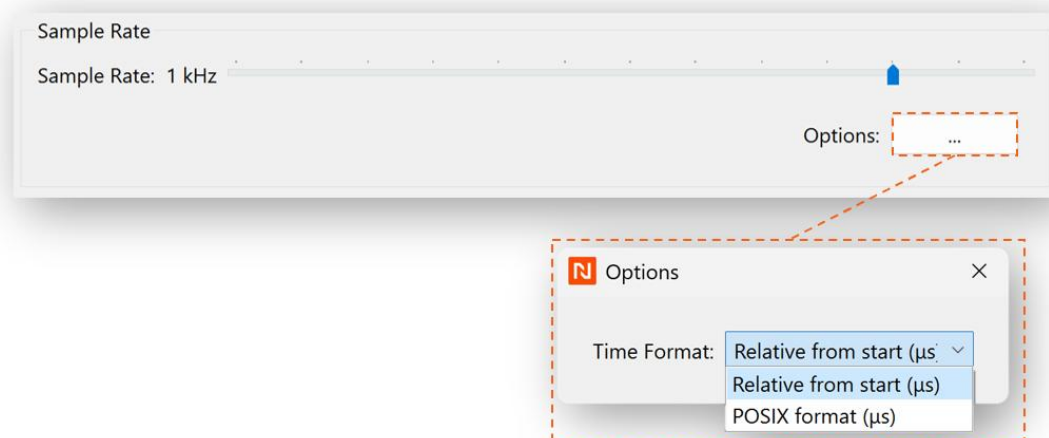 Sample Rate
Sample Rate: 1 kHz
Options: ...
Options
Time Format: Relative from start (µs
Relative from start (µs)
POSIX format (µs)